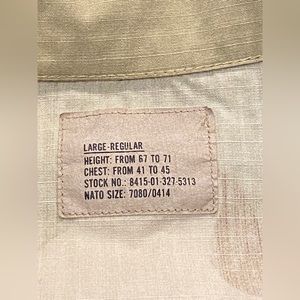 LARGE-REGULAR
HEIGHT: FROM 67 TO 71
CHEST: FROM 41 TO 45
STOCK NO.: 8415-01-327-5313
NATO SIZE: 7080/0414